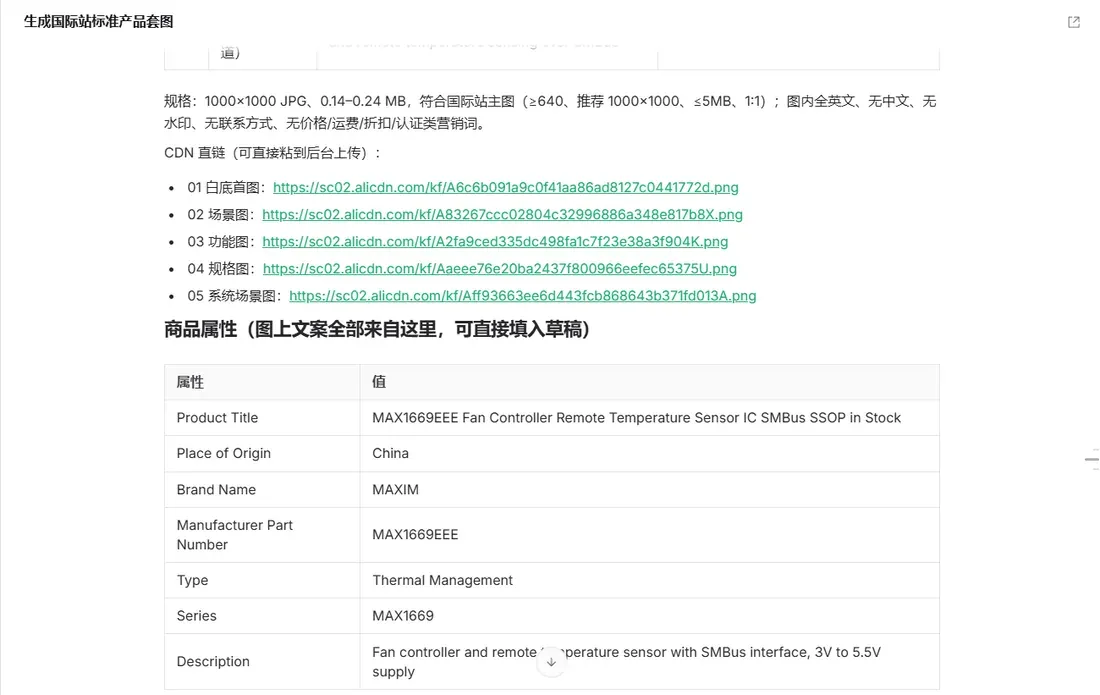 生成国际站标准产品套图
道）
规格：1000×1000 JPG、0.14–0.24 MB，符合国际站主图（≥640、推荐 1000×1000、≤5MB、1:1）；图内全英文、无中文、无
水印、无联系方式、无价格/运费/折扣/认证类营销词。
CDN 直链（可直接粘到后台上传）：
• 01 白底首图：https://sc02.alicdn.com/kf/A6c6b091a9c0f41aa86ad8127c0441772d.png
• 02 场景图：https://sc02.alicdn.com/kf/A83267ccc02804c32996886a348e817b8X.png
• 03 功能图：https://sc02.alicdn.com/kf/A2fa9ced335dc498fa1c7f23e38a3f904K.png
• 04 规格图：https://sc02.alicdn.com/kf/Aaeee76e20ba2437f800966eefec65375U.png
• 05 系统场景图：https://sc02.alicdn.com/kf/Aff93663ee6d443fcb868643b371fd013A.png
商品属性（图上文案全部来自这里，可直接填入草稿）
属性 值
Product Title MAX1669EEE Fan Controller Remote Temperature Sensor IC SMBus SSOP in Stock
Place of Origin China
Brand Name MAXIM
Manufacturer Part
Number MAX1669EEE
Type Thermal Management
Series MAX1669
Description Fan controller and remote temperature sensor with SMBus interface, 3V to 5.5V
supply